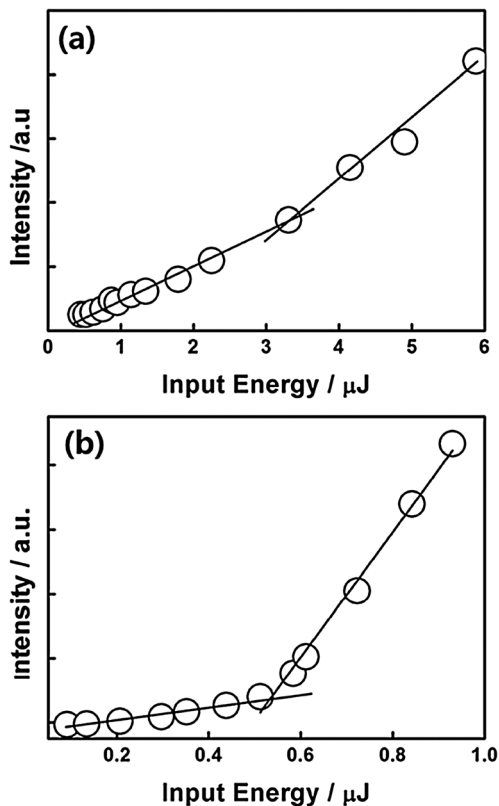 (a)
Intensity /a.u
0 1 2 3 4 5 6
Input Energy / μJ
(b)
Intensity / a.u.
0.2 0.4 0.6 0.8 1.0
Input Energy / μJ